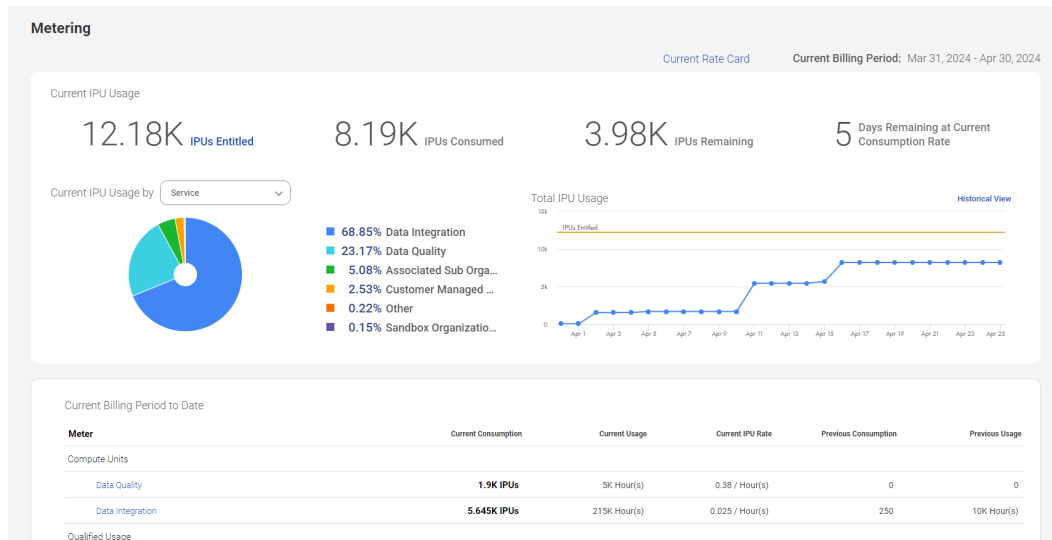 Metering
Current Rate Card Current Billing Period: Mar 31, 2024 - Apr 30, 2024
Current IPU Usage
12.18K IPUs Entitled 8.19K IPUs Consumed 3.98K IPUs Remaining 5 Days Remaining at Current Consumption Rate
Current IPU Usage by Service
68.85% Data Integration
23.17% Data Quality
5.08% Associated Sub Orga...
2.53% Customer Managed ...
0.22% Other
0.15% Sandbox Organizatio...
Total IPU Usage Historical View
15k
IPUs Entitled
10k
5k
0
Apr 1 Apr 3 Apr 5 Apr 7 Apr 9 Apr 11 Apr 13 Apr 15 Apr 17 Apr 19 Apr 21 Apr 23 Apr 25
Current Billing Period to Date
Meter Current Consumption Current Usage Current IPU Rate Previous Consumption Previous Usage
Compute Units
Data Quality 1.9K IPUs 5K Hour(s) 0.38 / Hour(s) 0 0
Data Integration 5.645K IPUs 215K Hour(s) 0.025 / Hour(s) 250 10K Hour(s)
Qualified Usage